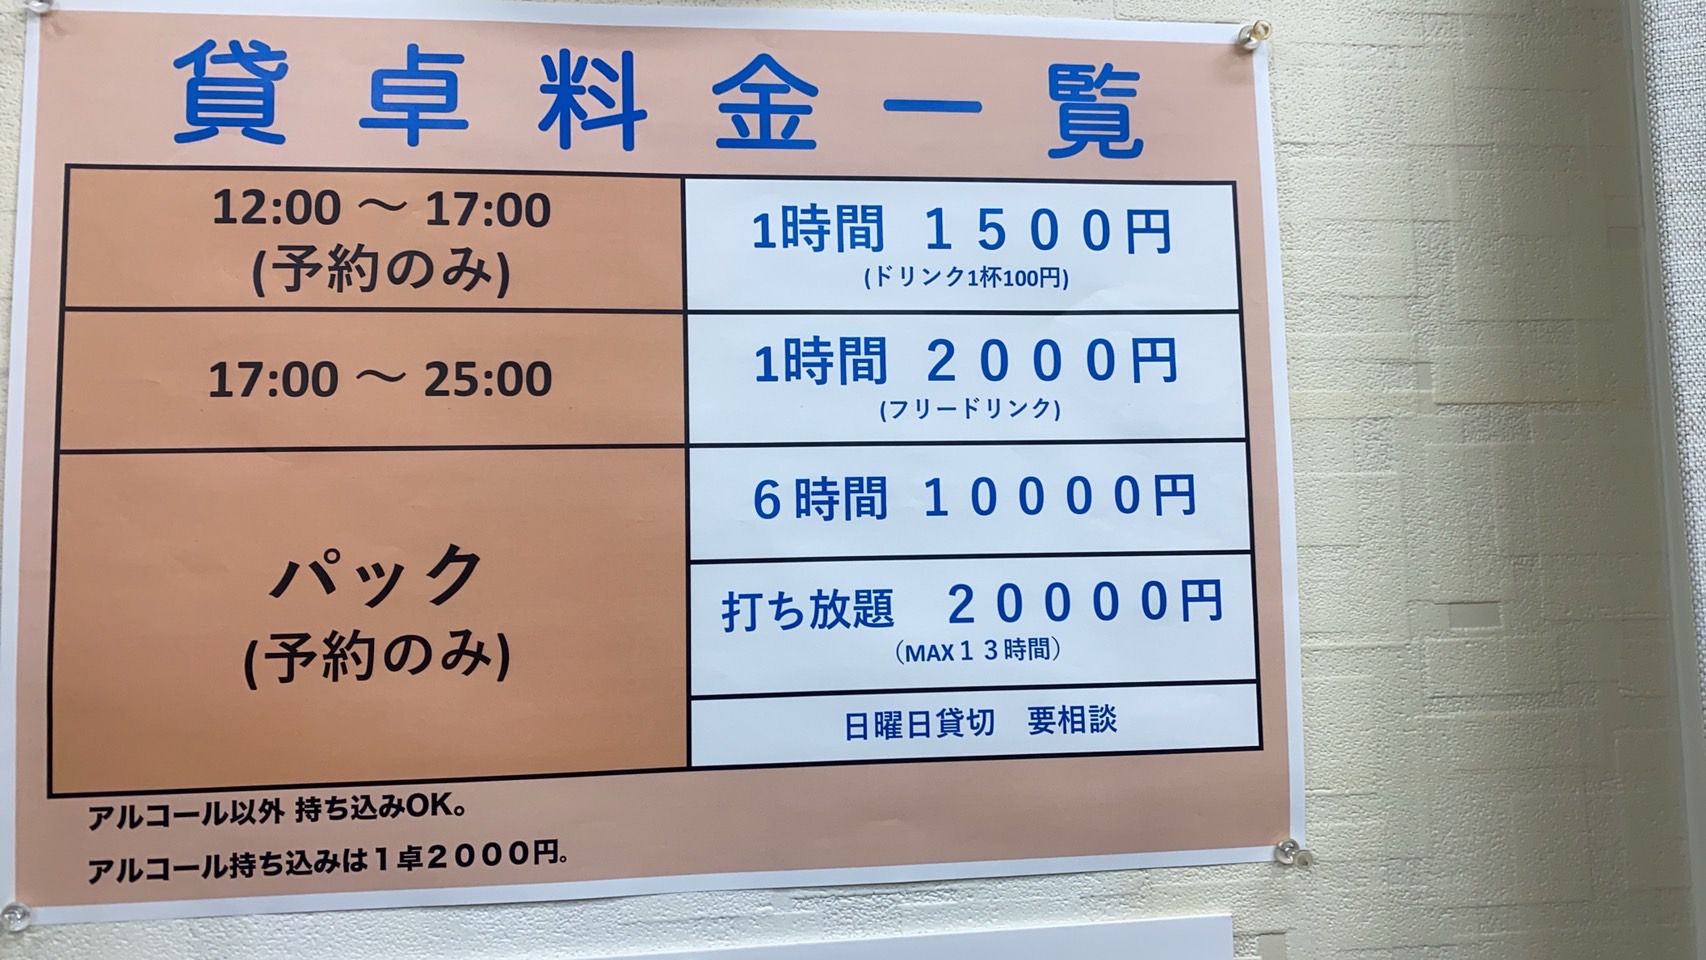 貸卓料金一覧
12:00 ～ 17:00
(予約のみ)
1時間 １５００円
(ドリンク1杯100円)
17:00 ～ 25:00
1時間 ２０００円
(フリードリンク)
パック
(予約のみ)
６時間 １００００円
打ち放題 ２００００円
（MAX１３時間）
日曜日貸切 要相談
アルコール以外 持ち込みOK。
アルコール持ち込みは１卓２０００円。